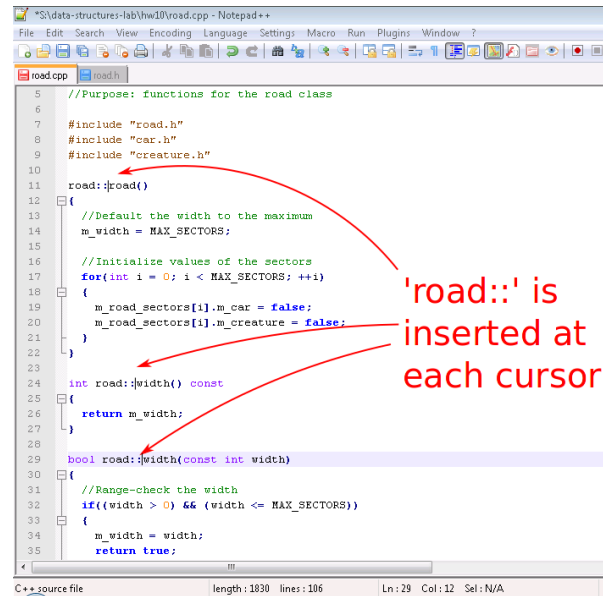 *S:\data-structures-lab\hw10\road.cpp - Notepad++
File Edit Search View Encoding Language Settings Macro Run Plugins Window ?
road.cpp road.h
5 //Purpose: functions for the road class
6
7 #include "road.h"
8 #include "car.h"
9 #include "creature.h"
10
11 road::road()
12 {
13 //Default the width to the maximum
14 m_width = MAX_SECTORS;
15
16 //Initialize values of the sectors
17 for(int i = 0; i < MAX_SECTORS; ++i)
18 {
19 m_road_sectors[i].m_car = false;
20 m_road_sectors[i].m_creature = false;
21 }
22 }
23
24 int road::width() const
25 {
26 return m_width;
27 }
28
29 bool road::width(const int width)
30 {
31 //Range-check the width
32 if((width > 0) && (width <= MAX_SECTORS))
33 {
34 m_width = width;
35 return true;
'road::' is
inserted at
each cursor
C++ source file length : 1830 lines : 106 Ln : 29 Col : 12 Sel : N/A